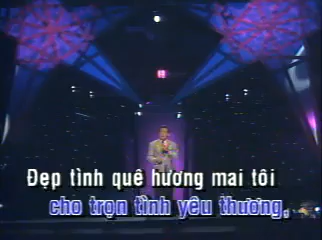 Đẹp tình quê hương mai tôi
cho trọn tình yêu thương,